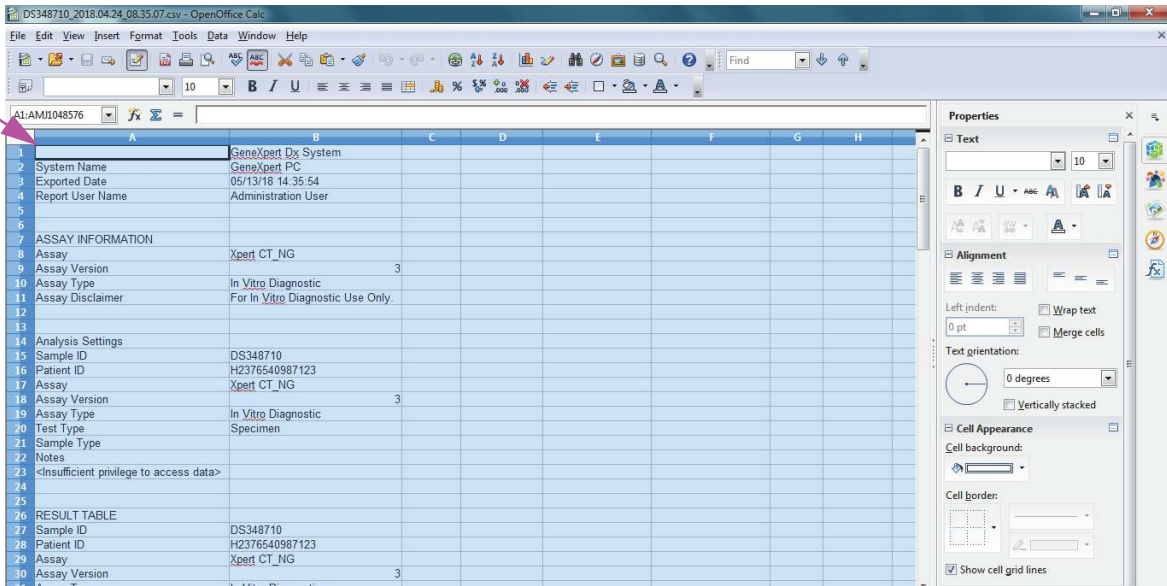 DS348710_2018.04.24_08.35.07.csv - OpenOffice Calc
File Edit View Insert Format Tools Data Window Help
Find
10
A1:AMJ1048576
A B C D E F G H
1 GeneXpert Dx System
2 System Name GeneXpert PC
3 Exported Date 05/13/18 14:35:54
4 Report User Name Administration User
5
6
7 ASSAY INFORMATION
8 Assay Xpert CT_NG
9 Assay Version 3
10 Assay Type In Vitro Diagnostic
11 Assay Disclaimer For In Vitro Diagnostic Use Only.
12
13
14 Analysis Settings
15 Sample ID DS348710
16 Patient ID H2376540987123
17 Assay Xpert CT_NG
18 Assay Version 3
19 Assay Type In Vitro Diagnostic
20 Test Type Specimen
21 Sample Type
22 Notes
23 <Insufficient privilege to access data>
24
25
26 RESULT TABLE
27 Sample ID DS348710
28 Patient ID H2376540987123
29 Assay Xpert CT_NG
30 Assay Version 3
Properties
Text
10
Alignment
Left indent:
0 pt
Wrap text
Merge cells
Text orientation:
0 degrees
Vertically stacked
Cell Appearance
Cell background:
Cell border:
Show cell grid lines